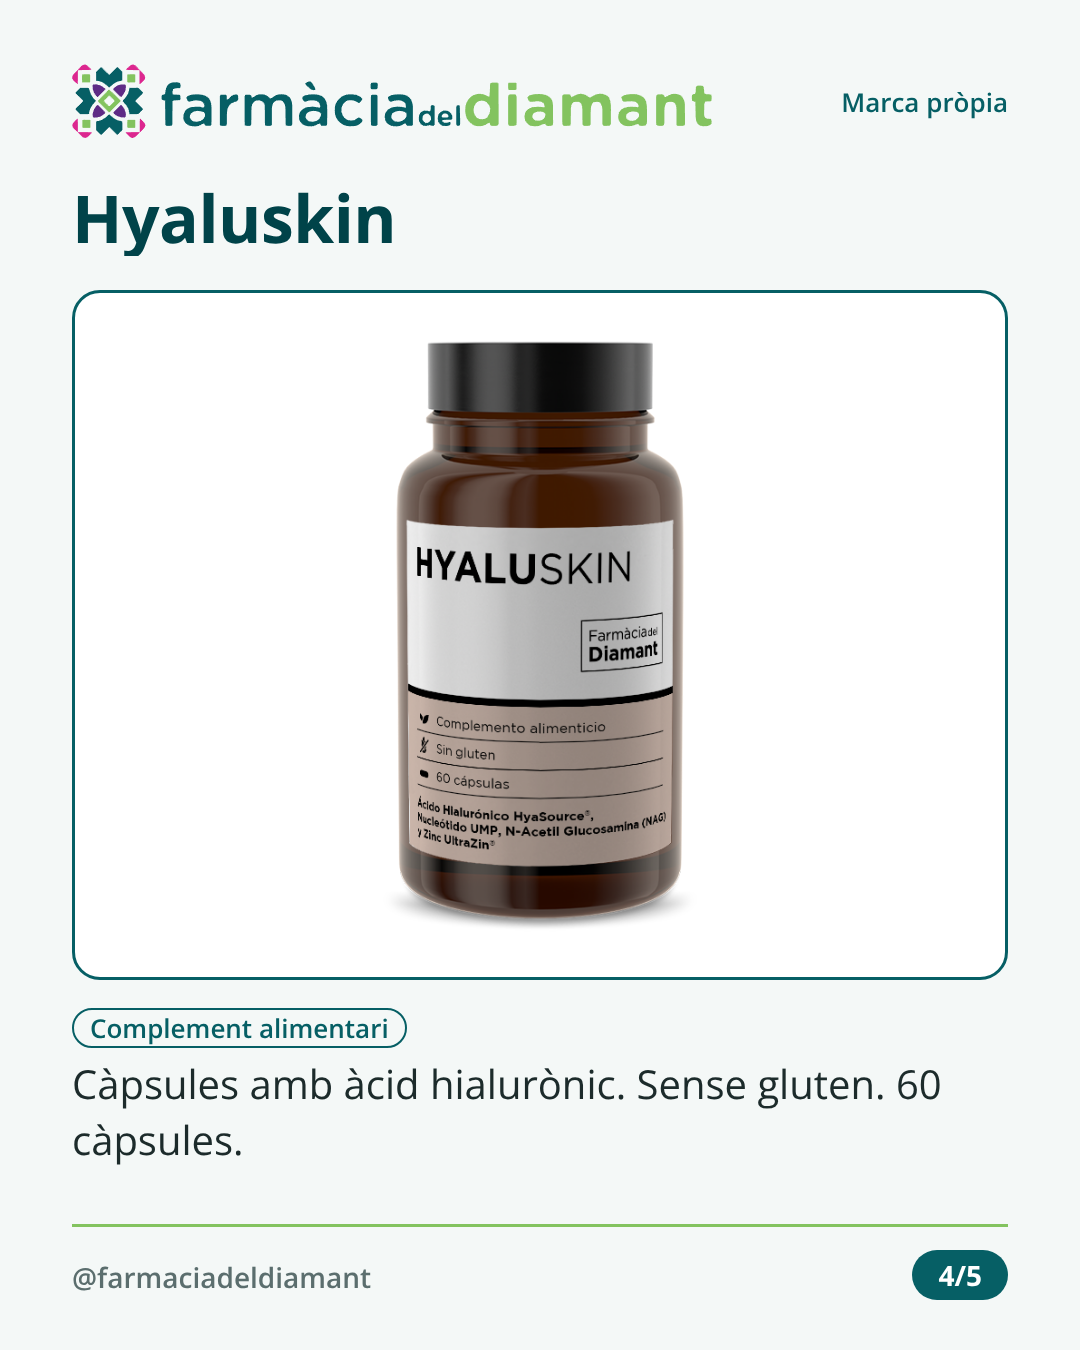 farmàciadeldiamant
Marca pròpia
Hyaluskin
HYALUSKIN
Farmàciadel
Diamant
Complemento alimenticio
Sin gluten
60 cápsulas
Ácido Hialurónico HyaSource®,
Nucleótido UMP, N-Acetil Glucosamina (NAG)
y Zinc UltraZin®
Complement alimentari
Càpsules amb àcid hialurònic. Sense gluten. 60
càpsules.
@farmaciadeldiamant
4/5